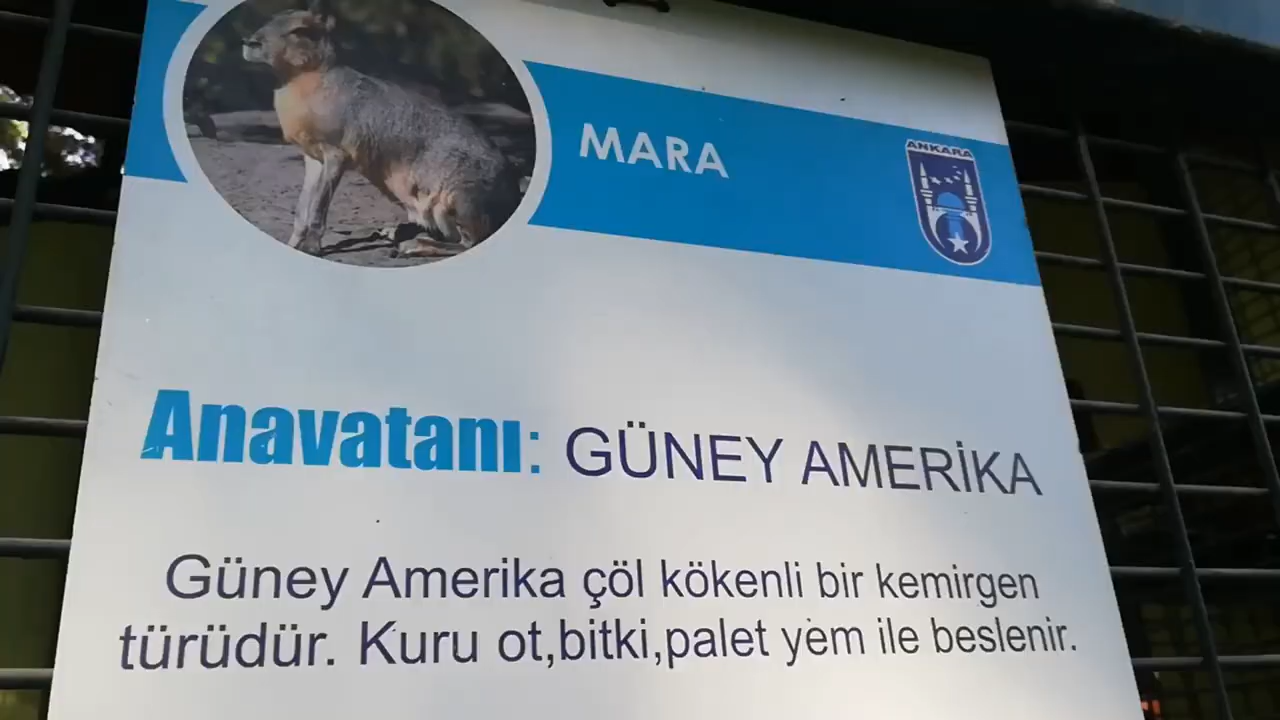 MARA
ANKARA
Anavatanı: GÜNEY AMERİKA
Güney Amerika çöl kökenli bir kemirgen
türüdür. Kuru ot,bitki,palet yem ile beslenir.